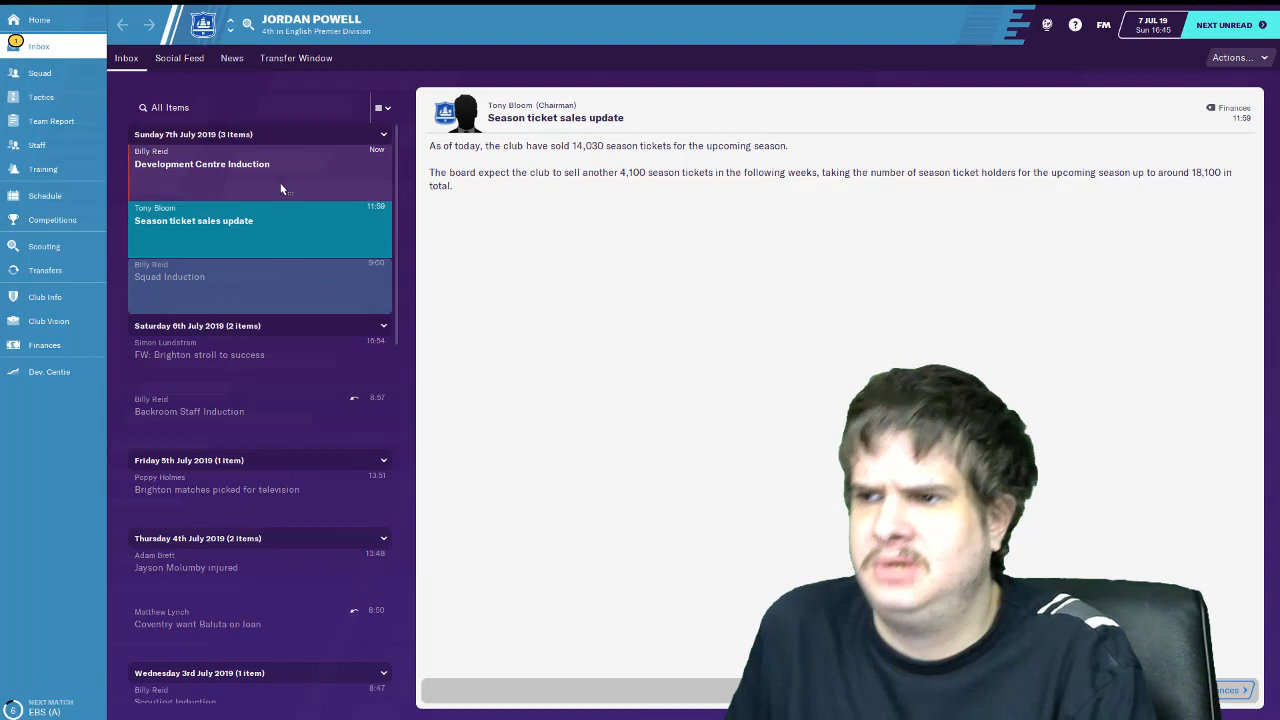 JORDAN POWELL
4th in English Premier Division
FM
7 JUL 19
Sun 16:45
NEXT UNREAD
Home
1
Inbox
Squad
Tactics
Team Report
Staff
Training
Schedule
Competitions
Scouting
Transfers
Club Info
Club Vision
Finances
Dev. Centre
6
NEXT MATCH
EBS (A)
Inbox
Social Feed
News
Transfer Window
Actions...
All Items
Sunday 7th July 2019 (3 items)
Billy Reid
Now
Development Centre Induction
Tony Bloom
11:59
Season ticket sales update
Billy Reid
9:00
Squad Induction
Saturday 6th July 2019 (2 items)
Simon Lundstram
16:54
FW: Brighton stroll to success
Billy Reid
8:57
Backroom Staff Induction
Friday 5th July 2019 (1 item)
Poppy Holmes
13:51
Brighton matches picked for television
Thursday 4th July 2019 (2 items)
Adam Brett
13:48
Jayson Molumby injured
Matthew Lynch
8:50
Coventry want Baluta on loan
Wednesday 3rd July 2019 (1 item)
Billy Reid
8:47
Scouting Induction
Tony Bloom (Chairman)
Season ticket sales update
Finances
11:59
As of today, the club have sold 14,030 season tickets for the upcoming season.
The board expect the club to sell another 4,100 season tickets in the following weeks, taking the number of season ticket holders for the upcoming season up to around 18,100 in
total.